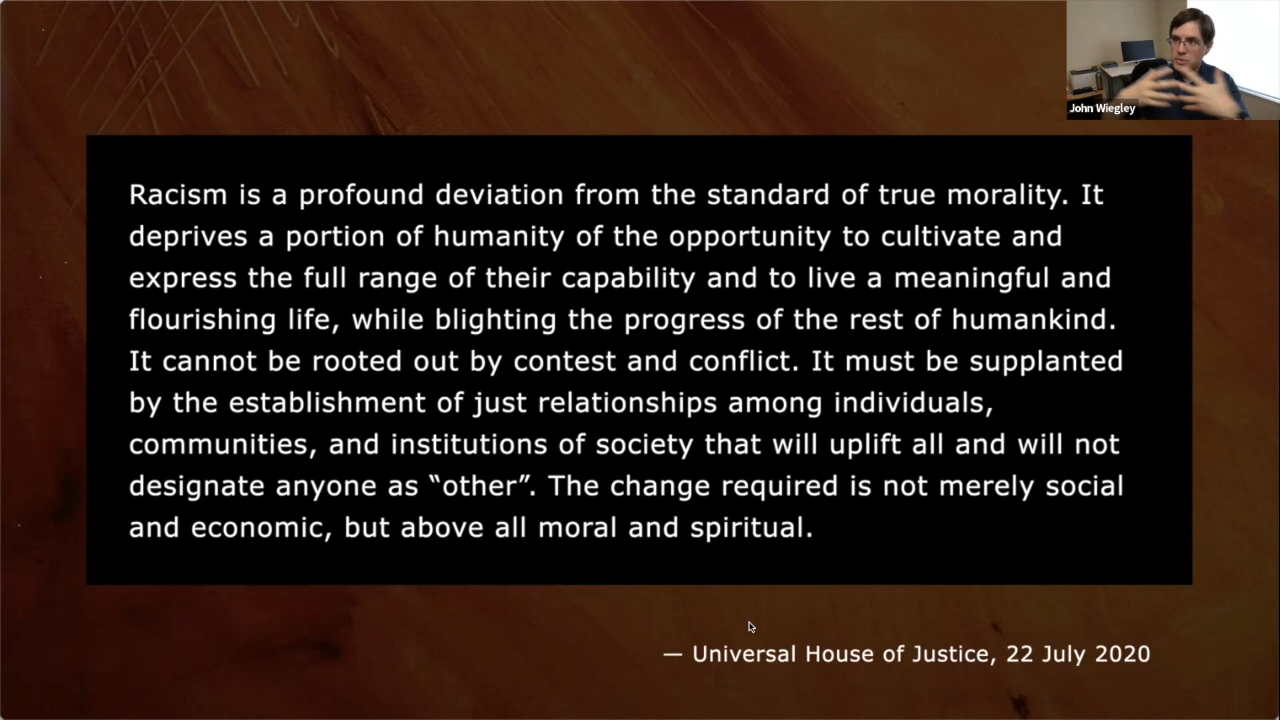 John Wiegley
Racism is a profound deviation from the standard of true morality. It
deprives a portion of humanity of the opportunity to cultivate and
express the full range of their capability and to live a meaningful and
flourishing life, while blighting the progress of the rest of humankind.
It cannot be rooted out by contest and conflict. It must be supplanted
by the establishment of just relationships among individuals,
communities, and institutions of society that will uplift all and will not
designate anyone as “other”. The change required is not merely social
and economic, but above all moral and spiritual.
— Universal House of Justice, 22 July 2020